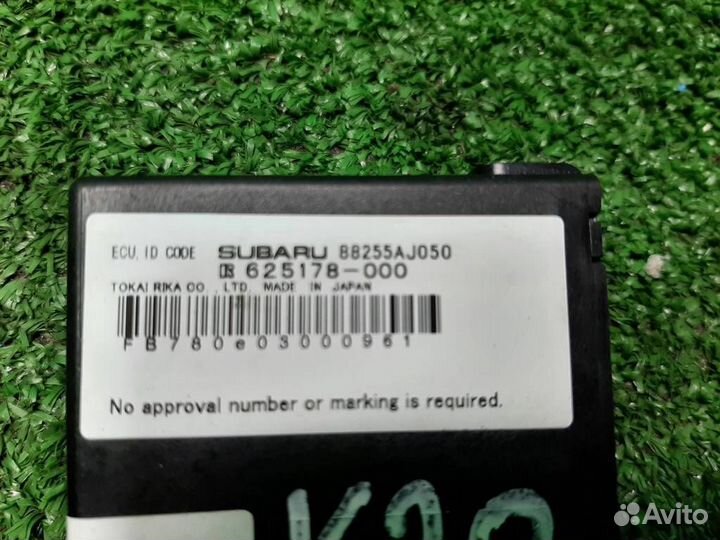 ECU, ID CODE SUBARU 88255AJ050
R 625178-000
TOKAI RIKA CO., LTD. MADE IN JAPAN
FB780e03000961
No approval number or marking is required.
Avito